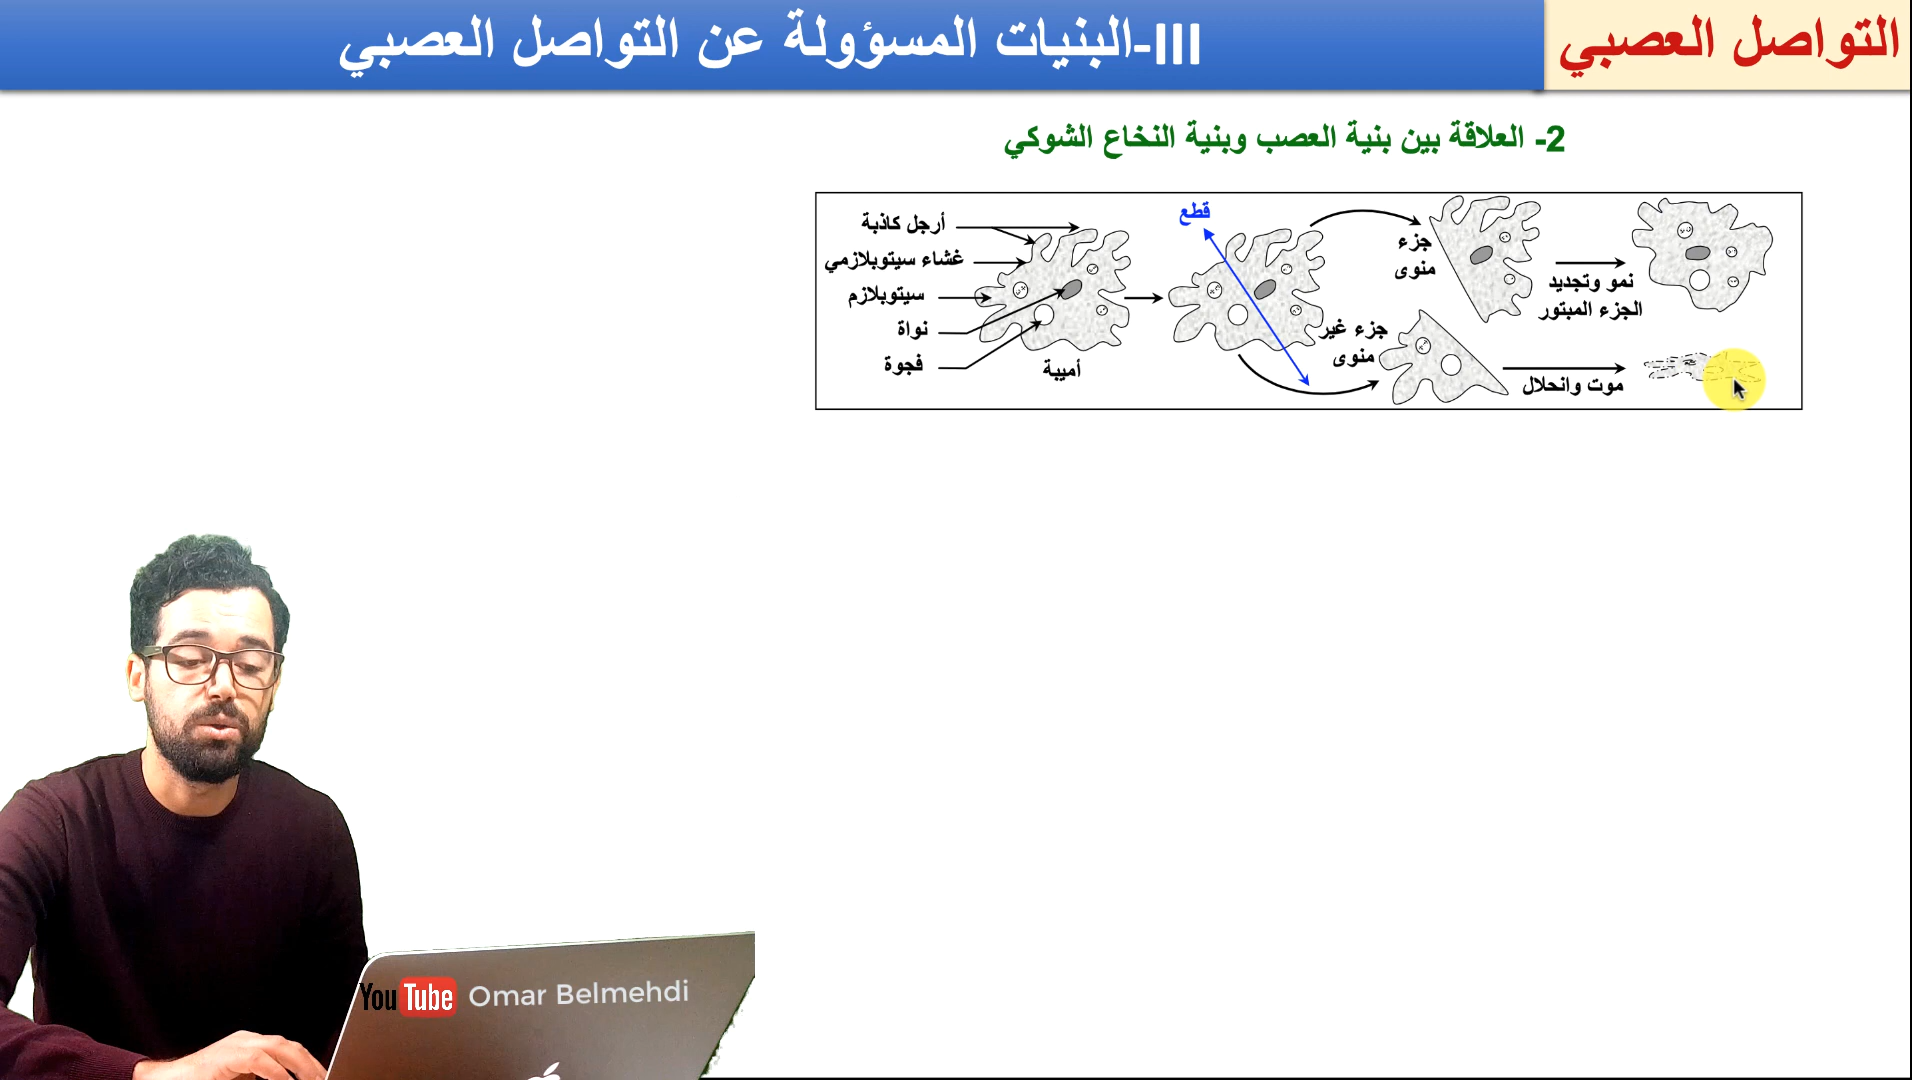 التواصل العصبي
III-البنيات المسؤولة عن التواصل العصبي
2- العلاقة بين بنية العصب وبنية النخاع الشوكي
أرجل كاذبة
غشاء سيتوبلازمي
سيتوبلازم
نواة
فجوة
أميبة
قطع
جزء
منوى
نمو وتجديد
الجزء المبتور
جزء غير
منوى
موت وانحلال
YouTube Omar Belmehdi